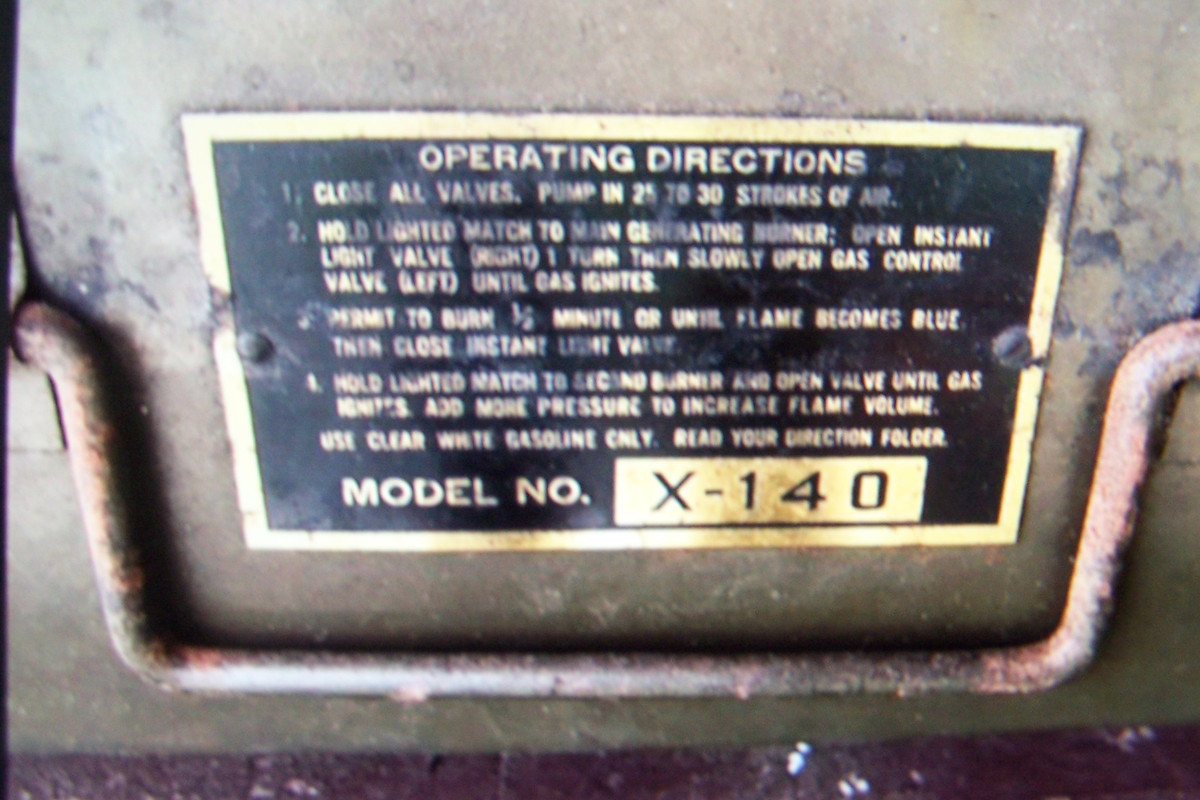 OPERATING DIRECTIONS
1. CLOSE ALL VALVES. PUMP IN 25 TO 30 STROKES OF AIR.
2. HOLD LIGHTED MATCH TO MAIN GENERATING BURNER; OPEN INSTANT
LIGHT VALVE (RIGHT) 1 TURN THEN SLOWLY OPEN GAS CONTROL
VALVE (LEFT) UNTIL GAS IGNITES.
3. PERMIT TO BURN ½ MINUTE OR UNTIL FLAME BECOMES BLUE.
THEN CLOSE INSTANT LIGHT VALVE.
4. HOLD LIGHTED MATCH TO SECOND BURNER AND OPEN VALVE UNTIL GAS
IGNITES. ADD MORE PRESSURE TO INCREASE FLAME VOLUME.
USE CLEAR WHITE GASOLINE ONLY. READ YOUR DIRECTION FOLDER.
MODEL NO. X-140